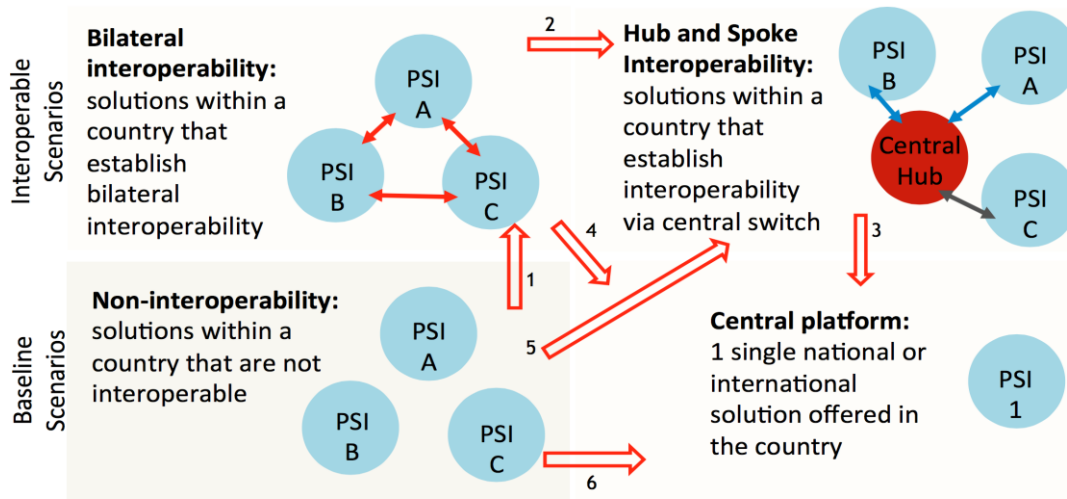 Interoperable
Scenarios
Bilateral
interoperability:
solutions within a
country that
establish
bilateral
interoperability
PSI
A
PSI
B
PSI
C
2
Hub and Spoke
Interoperability:
solutions within a
country that
establish
interoperability
via central switch
PSI
B
PSI
A
Central
Hub
PSI
C
1
4
3
5
Baseline
Scenarios
Non-interoperability:
solutions within a
country that are not
interoperable
PSI
A
PSI
B
PSI
C
6
Central platform:
1 single national or
international
solution offered in
the country
PSI
1